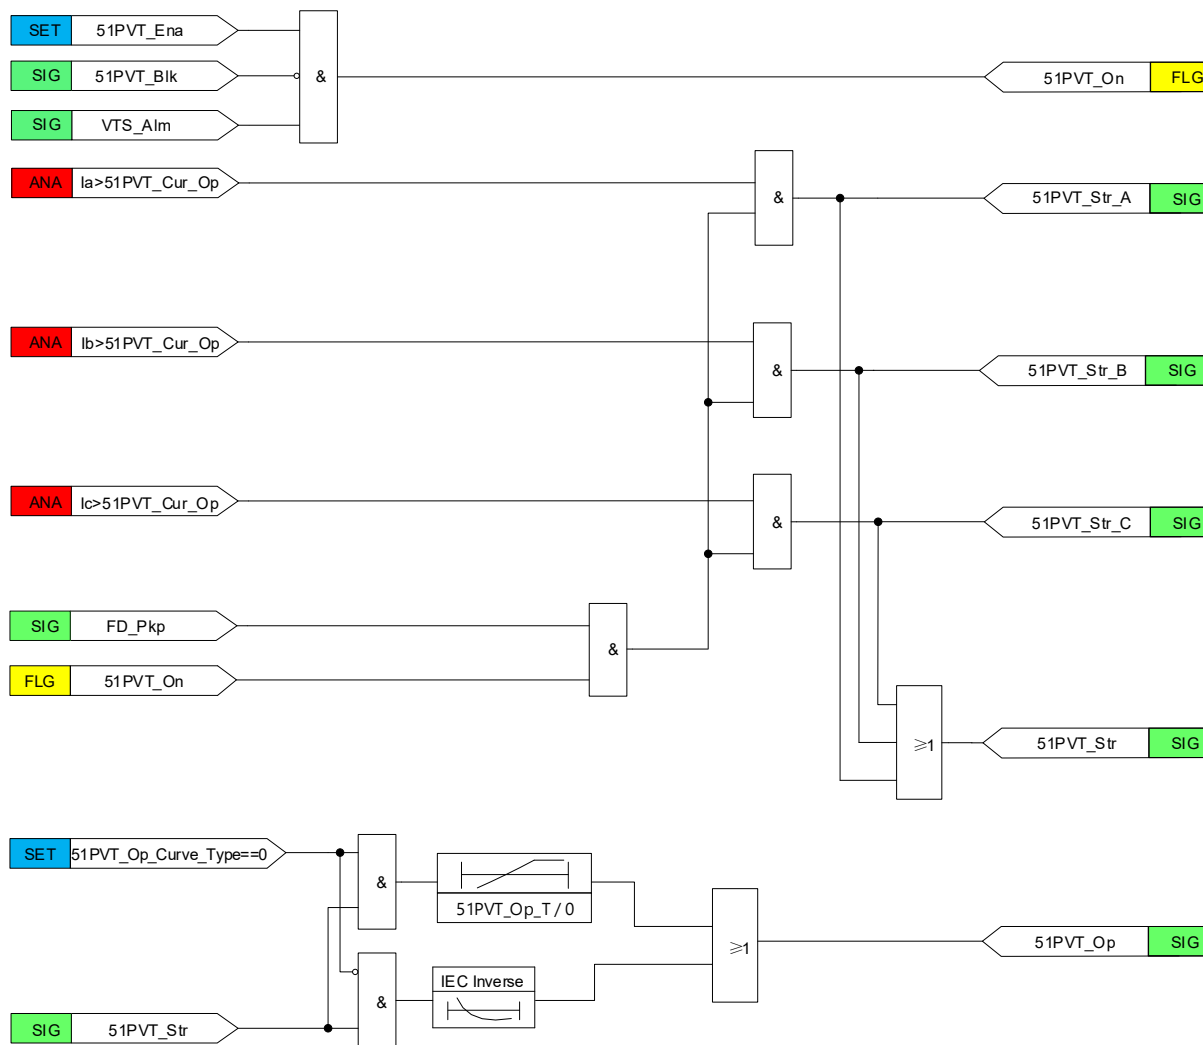 SET 51PVT_Ena
SIG 51PVT_Blk
&
51PVT_On FLG
SIG VTS_Alm
ANA Ia>51PVT_Cur_Op
&
51PVT_Str_A SIG
ANA Ib>51PVT_Cur_Op
&
51PVT_Str_B SIG
ANA Ic>51PVT_Cur_Op
&
51PVT_Str_C SIG
SIG FD_Pkp
&
FLG 51PVT_On
≥1
51PVT_Str SIG
SET 51PVT_Op_Curve_Type==0
&
51PVT_Op_T / 0
≥1
51PVT_Op SIG
IEC Inverse
&
SIG 51PVT_Str